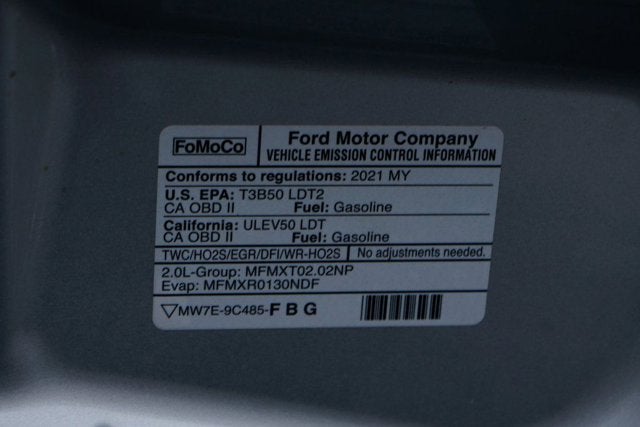 FoMoCo
Ford Motor Company
VEHICLE EMISSION CONTROL INFORMATION
Conforms to regulations: 2021 MY
U.S. EPA: T3B50 LDT2
CA OBD II Fuel: Gasoline
California: ULEV50 LDT
CA OBD II Fuel: Gasoline
TWC/HO2S/EGR/DFI/WR-HO2S No adjustments needed.
2.0L-Group: MFMXT02.02NP
Evap: MFMXR0130NDF
MW7E-9C485-FBG